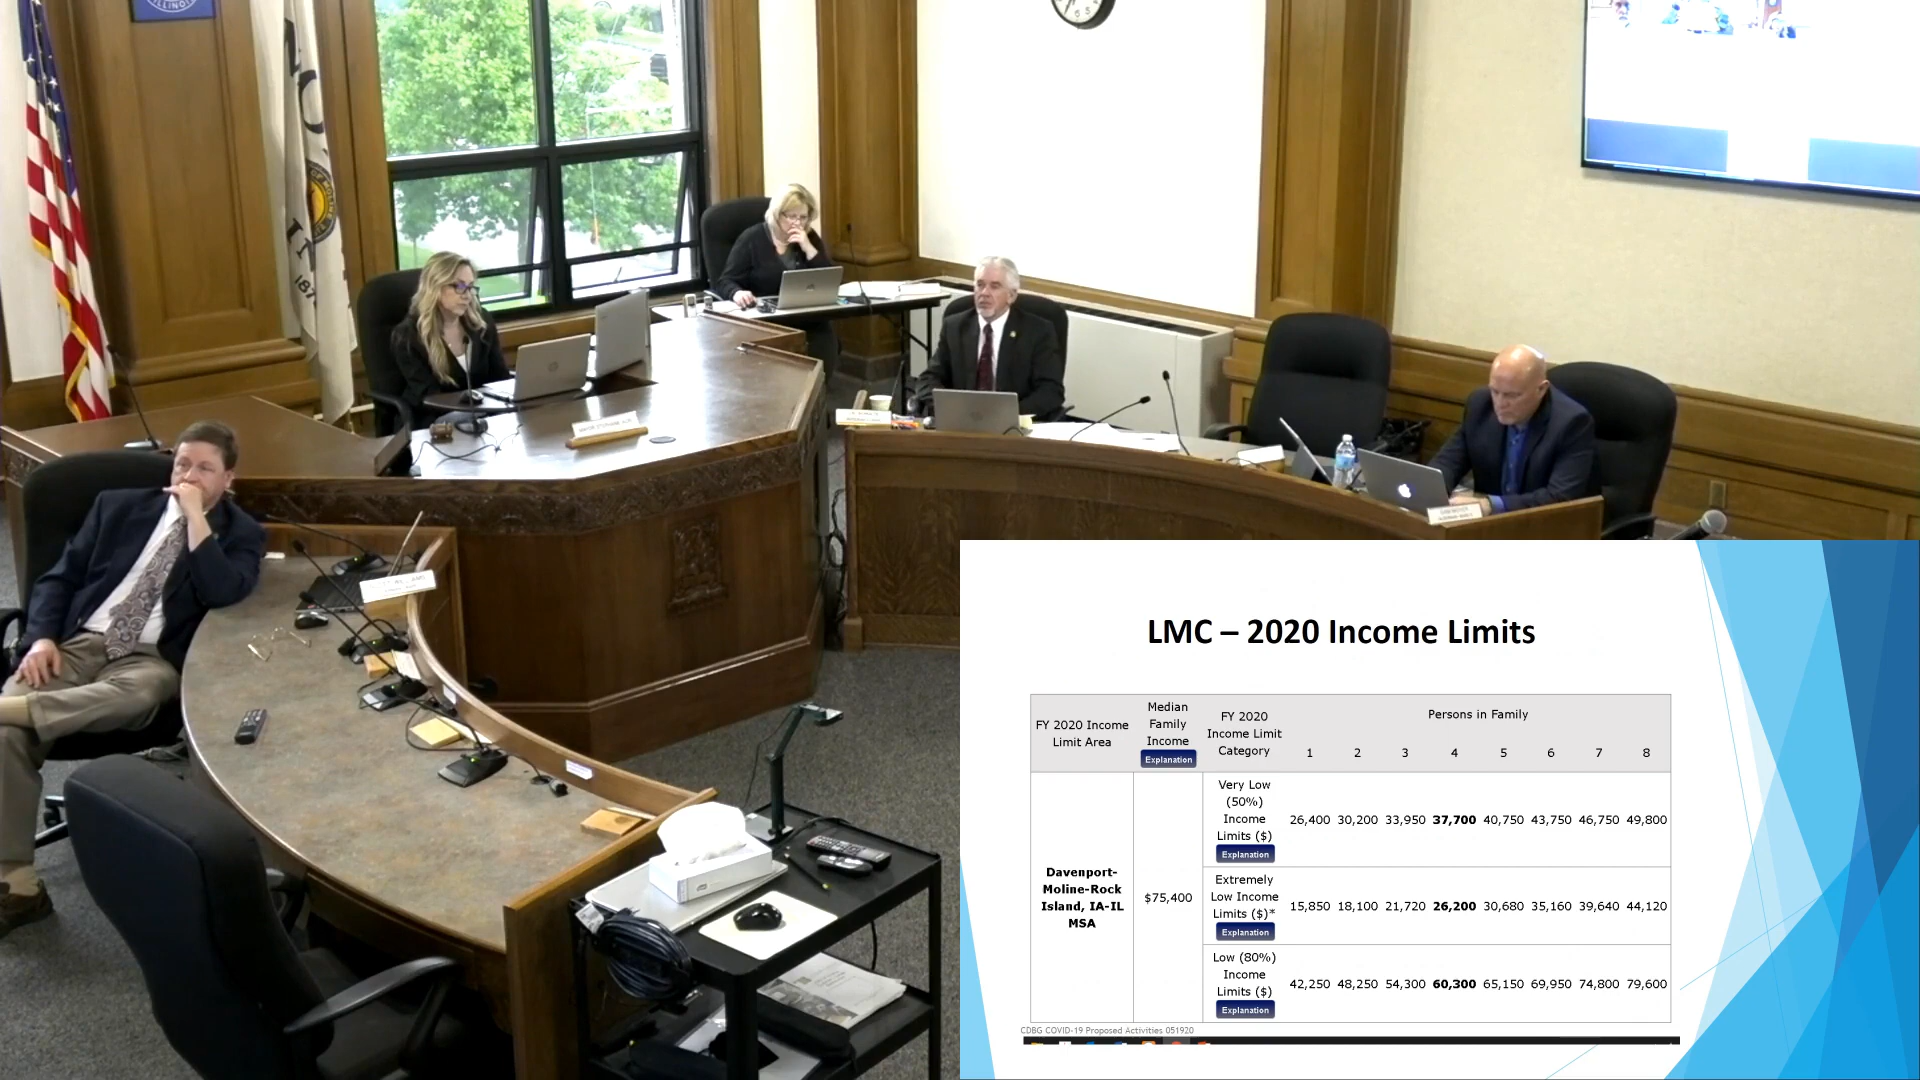 ILLINOIS
187
LMC – 2020 Income Limits
FY 2020 Income
Limit Area
Median
Family
Income
Explanation
FY 2020
Income Limit
Category
Persons in Family
1 2 3 4 5 6 7 8
Davenport-
Moline-Rock
Island, IA-IL
MSA
$75,400
Very Low
(50%)
Income
Limits ($)
Explanation
26,400 30,200 33,950 37,700 40,750 43,750 46,750 49,800
Extremely
Low Income
Limits ($)*
Explanation
15,850 18,100 21,720 26,200 30,680 35,160 39,640 44,120
Low (80%)
Income
Limits ($)
Explanation
42,250 48,250 54,300 60,300 65,150 69,950 74,800 79,600
CDBG COVID-19 Proposed Activities 051920